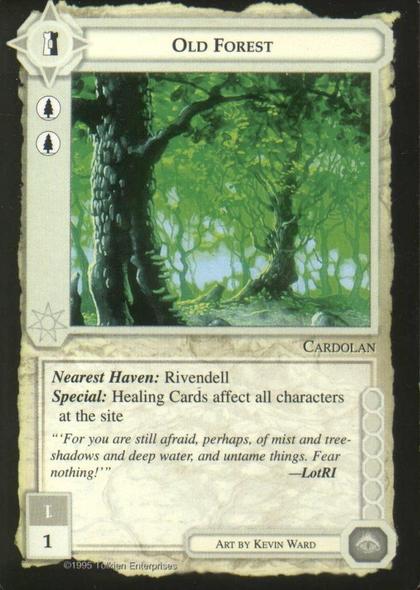 OLD FOREST
CARDOLAN
Nearest Haven: Rivendell
Special: Healing Cards affect all characters
at the site
"'For you are still afraid, perhaps, of mist and tree-
shadows and deep water, and untame things. Fear
nothing!'" —LotRI
I
1
ART BY KEVIN WARD
©1995 Tolkien Enterprises